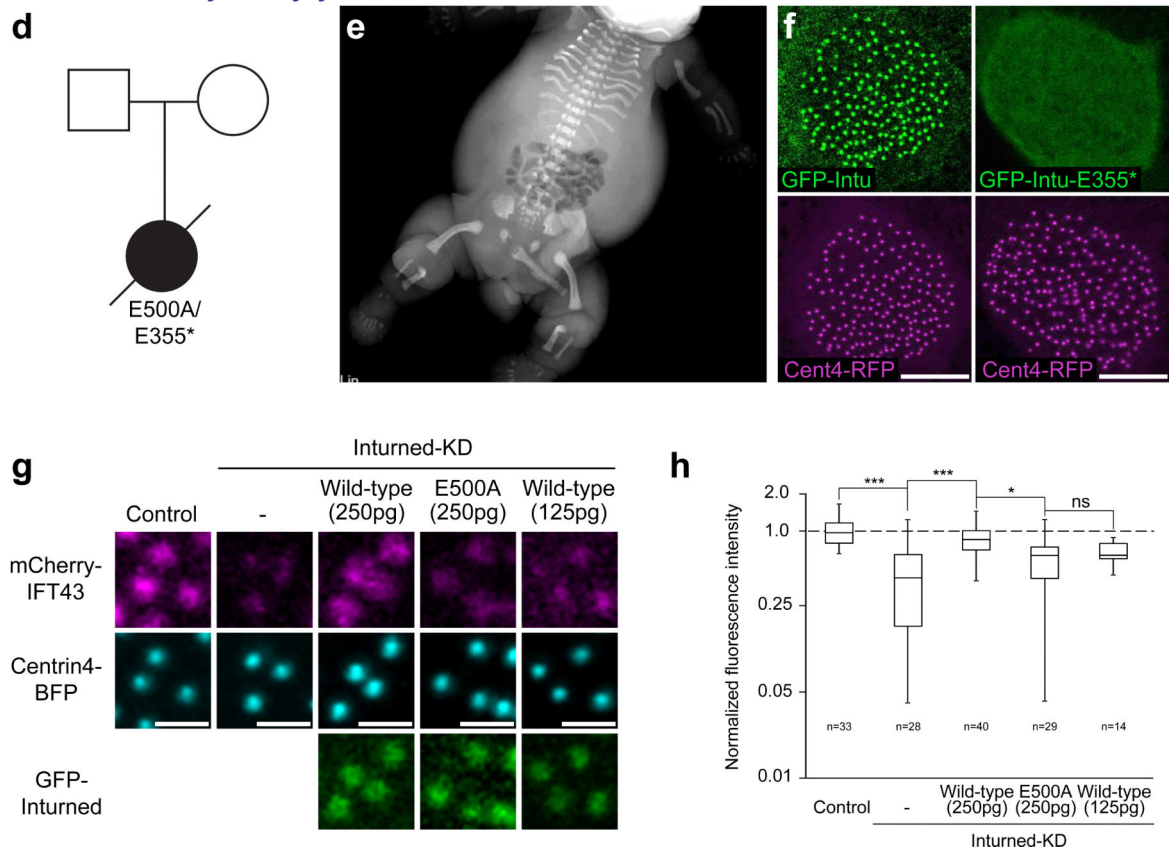 d
E500A/
E355*
e
Lin
f
GFP-Intu
GFP-Intu-E355*
Cent4-RFP
Cent4-RFP
g
Inturned-KD
Control
-
Wild-type
(250pg)
E500A
(250pg)
Wild-type
(125pg)
mCherry-
IFT43
Centrin4-
BFP
GFP-
Inturned
h
Normalized fluorescence intensity
2.0
1.0
0.25
0.05
0.01
***
***
*
ns
n=33
n=28
n=40
n=29
n=14
Control
-
Wild-type
(250pg)
E500A
(250pg)
Wild-type
(125pg)
Inturned-KD